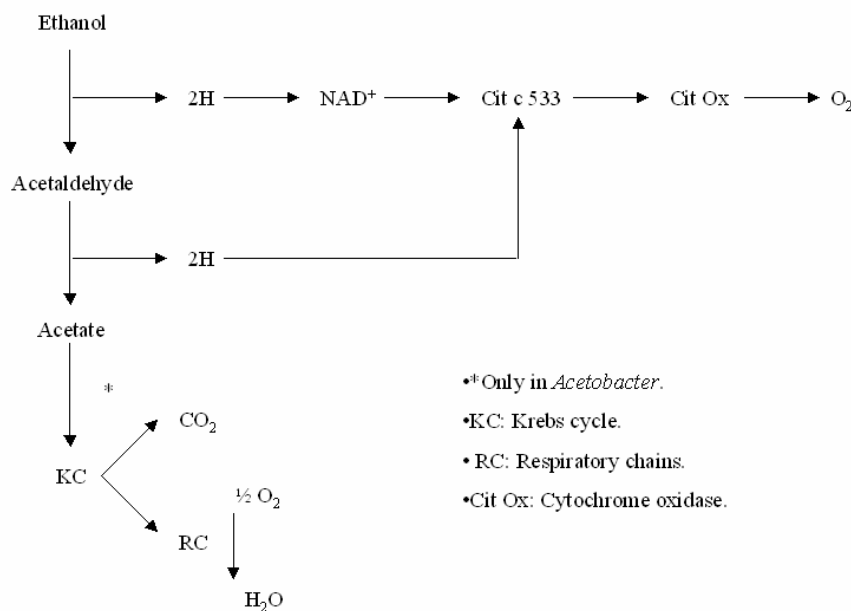 Ethanol
2H NAD⁺ Cit c 533 Cit Ox O₂
Acetaldehyde
2H
Acetate
*
CO₂
KC
½ O₂
RC
H₂O
•*Only in Acetobacter.
•KC: Krebs cycle.
• RC: Respiratory chains.
•Cit Ox: Cytochrome oxidase.